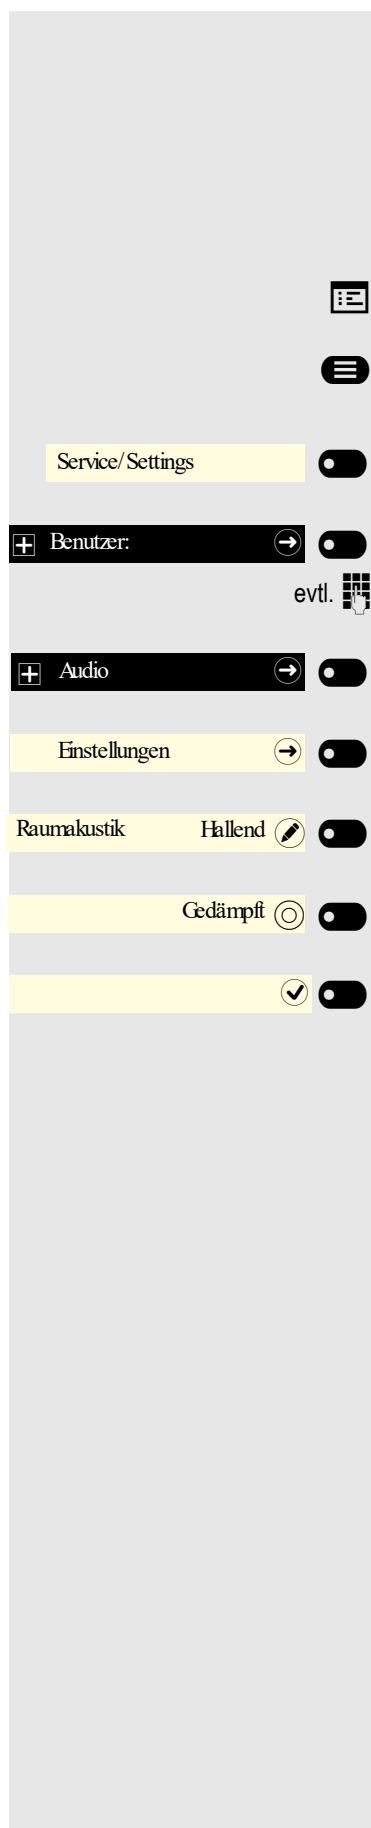 Service/Settings
Benutzer:
evtl.
Audio
Einstellungen
Raumakustik Hallend
Gedämpft